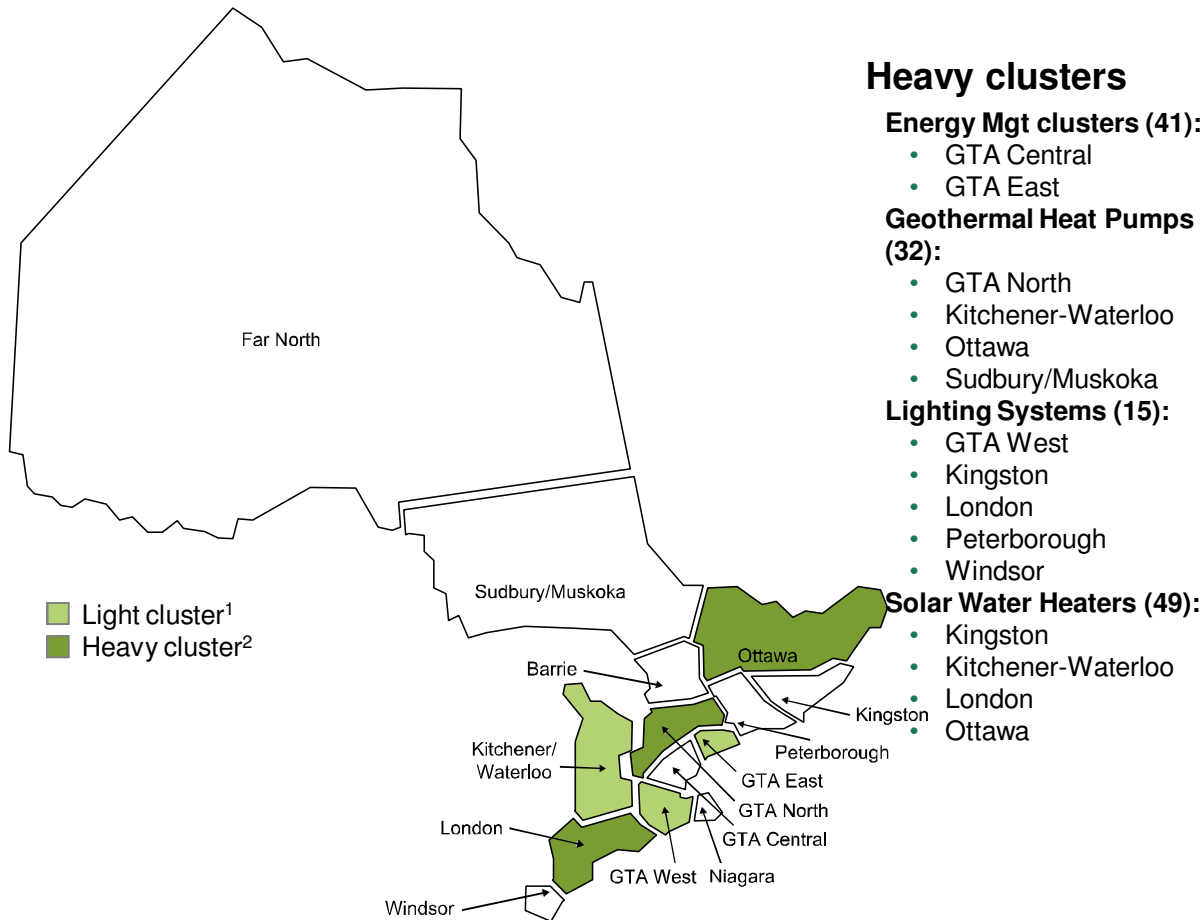 Heavy clusters
Energy Mgt clusters (41):
• GTA Central
• GTA East
Geothermal Heat Pumps
(32):
• GTA North
• Kitchener-Waterloo
• Ottawa
• Sudbury/Muskoka
Lighting Systems (15):
• GTA West
• Kingston
• London
• Peterborough
• Windsor
Solar Water Heaters (49):
• Kingston
• Kitchener-Waterloo
• London
• Ottawa
Far North
Sudbury/Muskoka
Light cluster¹
Heavy cluster²
Ottawa
Barrie
Kingston
Peterborough
Kitchener/
Waterloo
GTA East
GTA North
London
GTA Central
GTA West
Niagara
Windsor